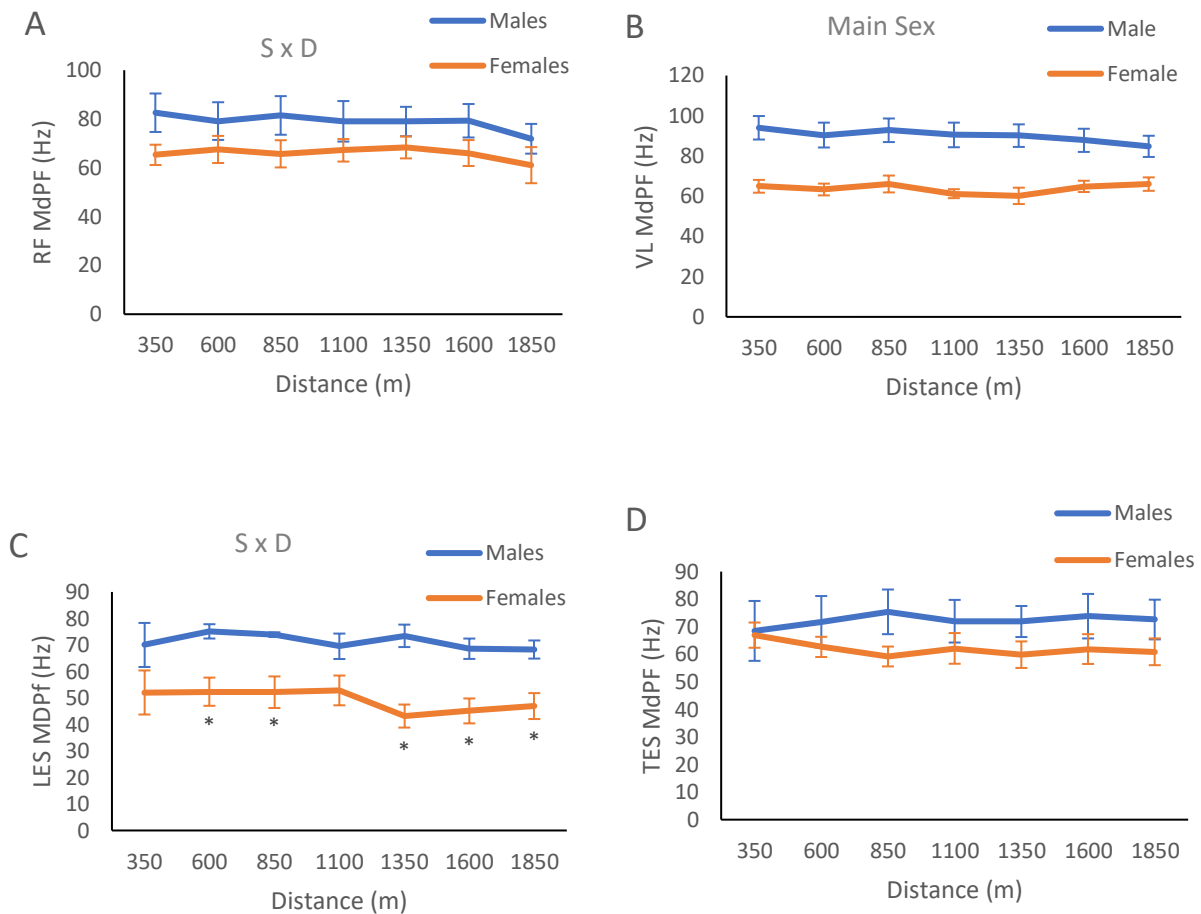 A
S x D
Males
Females
100
80
60
40
20
0
RF MdPF (Hz)
350 600 850 1100 1350 1600 1850
Distance (m)
B
Main Sex
Male
Female
120
100
80
60
40
20
0
VL MdPF (Hz)
350 600 850 1100 1350 1600 1850
Distance (m)
C
S x D
Males
Females
90
80
70
60
50
40
30
20
10
0
LES MDPf (Hz)
* * * * *
350 600 850 1100 1350 1600 1850
Distance (m)
D
Males
Females
90
80
70
60
50
40
30
20
10
0
TES MdPF (Hz)
350 600 850 1100 1350 1600 1850
Distance (m)